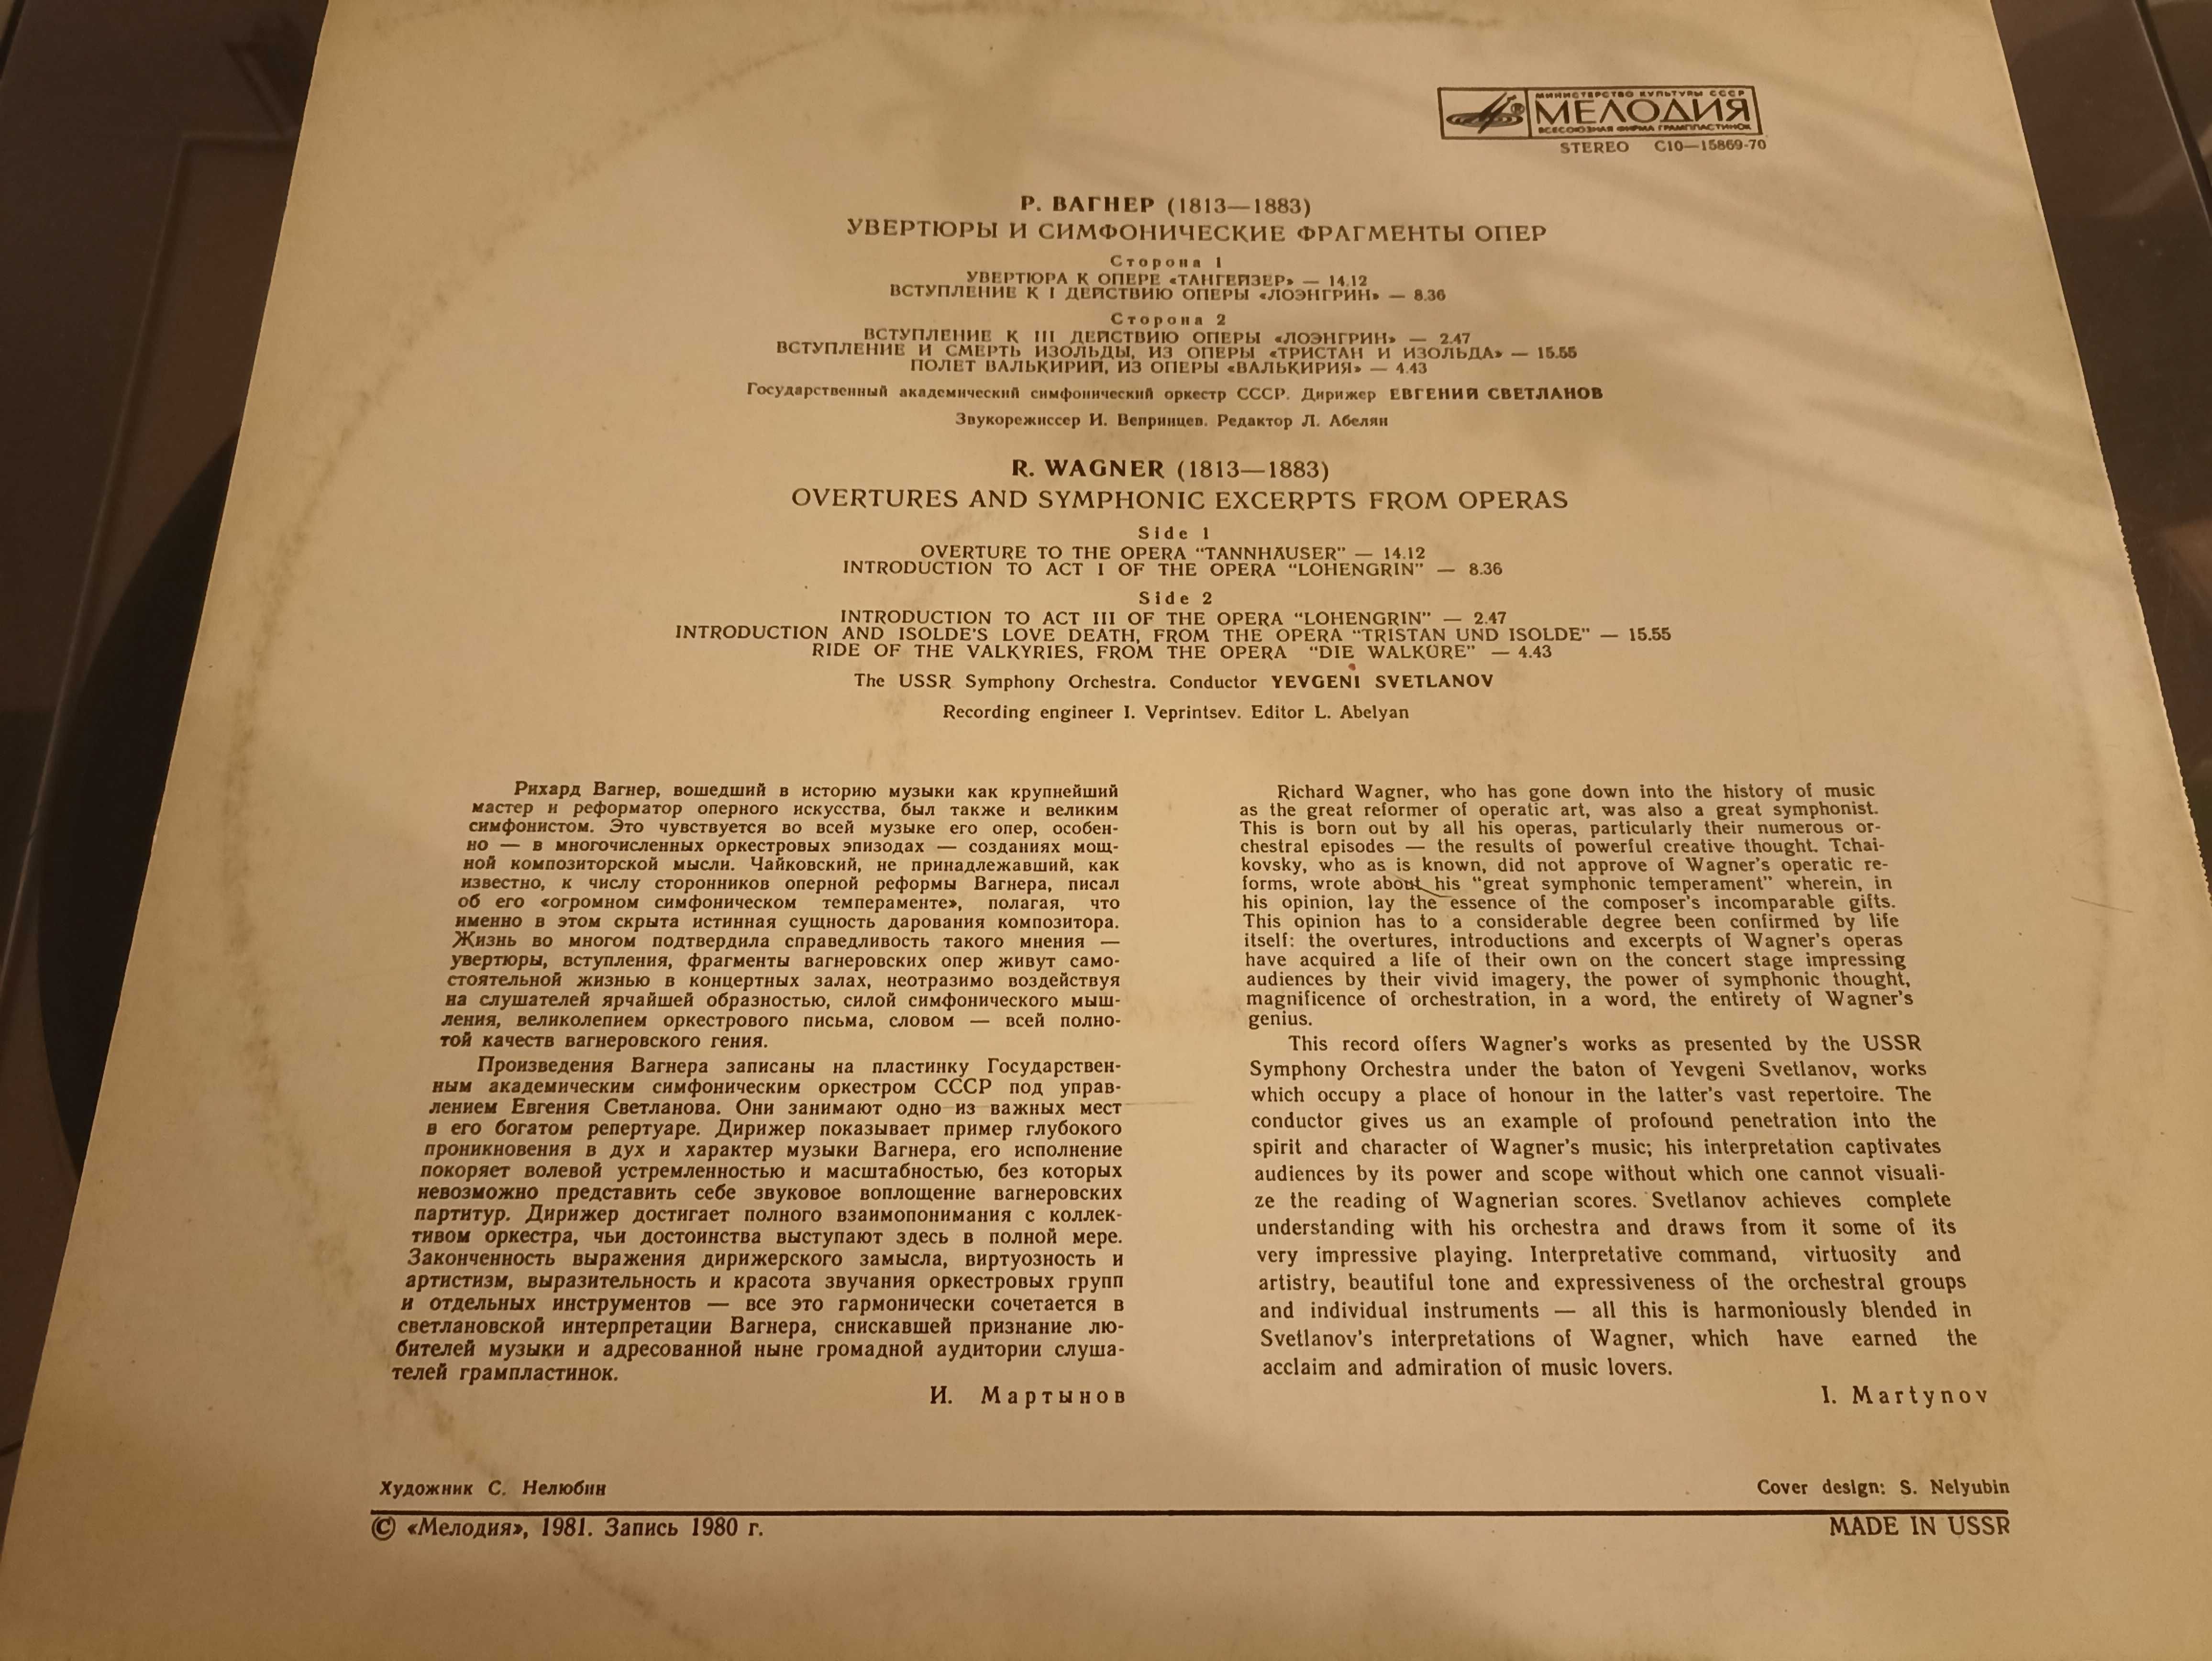 МИНИСТЕРСТВО КУЛЬТУРЫ СССР
МЕЛОДИЯ
ВСЕСОЮЗНАЯ ФИРМА ГРАМПЛАСТИНОК
STEREO С10—15869-70
Р. ВАГНЕР (1813—1883)
УВЕРТЮРЫ И СИМФОНИЧЕСКИЕ ФРАГМЕНТЫ ОПЕР
Сторона 1
УВЕРТЮРА К ОПЕРЕ «ТАНГЕЙЗЕР» — 14.12
ВСТУПЛЕНИЕ К I ДЕЙСТВИЮ ОПЕРЫ «ЛОЭНГРИН» — 8.36
Сторона 2
ВСТУПЛЕНИЕ К III ДЕЙСТВИЮ ОПЕРЫ «ЛОЭНГРИН» — 2.47
ВСТУПЛЕНИЕ И СМЕРТЬ ИЗОЛЬДЫ, ИЗ ОПЕРЫ «ТРИСТАН И ИЗОЛЬДА» — 15.55
ПОЛЕТ ВАЛЬКИРИЙ, ИЗ ОПЕРЫ «ВАЛЬКИРИЯ» — 4.43
Государственный академический симфонический оркестр СССР. Дирижер ЕВГЕНИЙ СВЕТЛАНОВ
Звукорежиссер И. Вепринцев. Редактор Л. Абелян
R. WAGNER (1813—1883)
OVERTURES AND SYMPHONIC EXCERPTS FROM OPERAS
Side 1
OVERTURE TO THE OPERA “TANNHÄUSER” — 14.12
INTRODUCTION TO ACT I OF THE OPERA “LOHENGRIN” — 8.36
Side 2
INTRODUCTION TO ACT III OF THE OPERA “LOHENGRIN” — 2.47
INTRODUCTION AND ISOLDE'S LOVE DEATH, FROM THE OPERA “TRISTAN UND ISOLDE” — 15.55
RIDE OF THE VALKYRIES, FROM THE OPERA “DIE WALKÜRE” — 4.43
The USSR Symphony Orchestra. Conductor YEVGENI SVETLANOV
Recording engineer I. Veprintsev. Editor L. Abelyan
Рихард Вагнер, вошедший в историю музыки как крупнейший
мастер и реформатор оперного искусства, был также и великим
симфонистом. Это чувствуется во всей музыке его опер, особен-
но — в многочисленных оркестровых эпизодах — созданиях мощ-
ной композиторской мысли. Чайковский, не принадлежавший, как
известно, к числу сторонников оперной реформы Вагнера, писал
об его «огромном симфоническом темпераменте», полагая, что
именно в этом скрыта истинная сущность дарования композитора.
Жизнь во многом подтвердила справедливость такого мнения —
увертюры, вступления, фрагменты вагнеровских опер живут само-
стоятельной жизнью в концертных залах, неотразимо воздействуя
на слушателей ярчайшей образностью, силой симфонического мыш-
ления, великолепием оркестрового письма, словом — всей полно-
той качеств вагнеровского гения.
Произведения Вагнера записаны на пластинку Государствен-
ным академическим симфоническим оркестром СССР под управ-
лением Евгения Светланова. Они занимают одно из важных мест
в его богатом репертуаре. Дирижер показывает пример глубокого
проникновения в дух и характер музыки Вагнера, его исполнение
покоряет волевой устремленностью и масштабностью, без которых
невозможно представить себе звуковое воплощение вагнеровских
партитур. Дирижер достигает полного взаимопонимания с коллек-
тивом оркестра, чьи достоинства выступают здесь в полной мере.
Законченность выражения дирижерского замысла, виртуозность и
артистизм, выразительность и красота звучания оркестровых групп
и отдельных инструментов — все это гармонически сочетается в
светлановской интерпретации Вагнера, снискавшей признание лю-
бителей музыки и адресованной ныне громадной аудитории слуша-
телей грампластинок.
И. Мартынов
Richard Wagner, who has gone down into the history of music
as the great reformer of operatic art, was also a great symphonist.
This is born out by all his operas, particularly their numerous or-
chestral episodes — the results of powerful creative thought. Tchai-
kovsky, who as is known, did not approve of Wagner's operatic re-
forms, wrote about his “great symphonic temperament” wherein, in
his opinion, lay the essence of the composer's incomparable gifts.
This opinion has to a considerable degree been confirmed by life
itself: the overtures, introductions and excerpts of Wagner's operas
have acquired a life of their own on the concert stage impressing
audiences by their vivid imagery, the power of symphonic thought,
magnificence of orchestration, in a word, the entirety of Wagner's
genius.
This record offers Wagner's works as presented by the USSR
Symphony Orchestra under the baton of Yevgeni Svetlanov, works
which occupy a place of honour in the latter's vast repertoire. The
conductor gives us an example of profound penetration into the
spirit and character of Wagner's music; his interpretation captivates
audiences by its power and scope without which one cannot visuali-
ze the reading of Wagnerian scores. Svetlanov achieves complete
understanding with his orchestra and draws from it some of its
very impressive playing. Interpretative command, virtuosity and
artistry, beautiful tone and expressiveness of the orchestral groups
and individual instruments — all this is harmoniously blended in
Svetlanov's interpretations of Wagner, which have earned the
acclaim and admiration of music lovers.
I. Martynov
Художник С. Нелюбин
Cover design: S. Nelyubin
© «Мелодия», 1981. Запись 1980 г.
MADE IN USSR